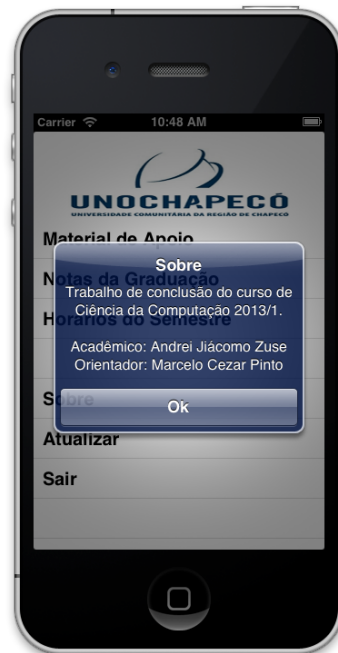 Carrier 10:48 AM
UNOCHAPECÓ
UNIVERSIDADE COMUNITÁRIA DA REGIÃO DE CHAPECÓ
Material de Apoio
Sobre
Notas da Graduação
Trabalho de conclusão do curso de
Ciência da Computação 2013/1.
Horários do Semestre
Acadêmico: Andrei Jiácomo Zuse
Orientador: Marcelo Cezar Pinto
Ok
Sobre
Atualizar
Sair